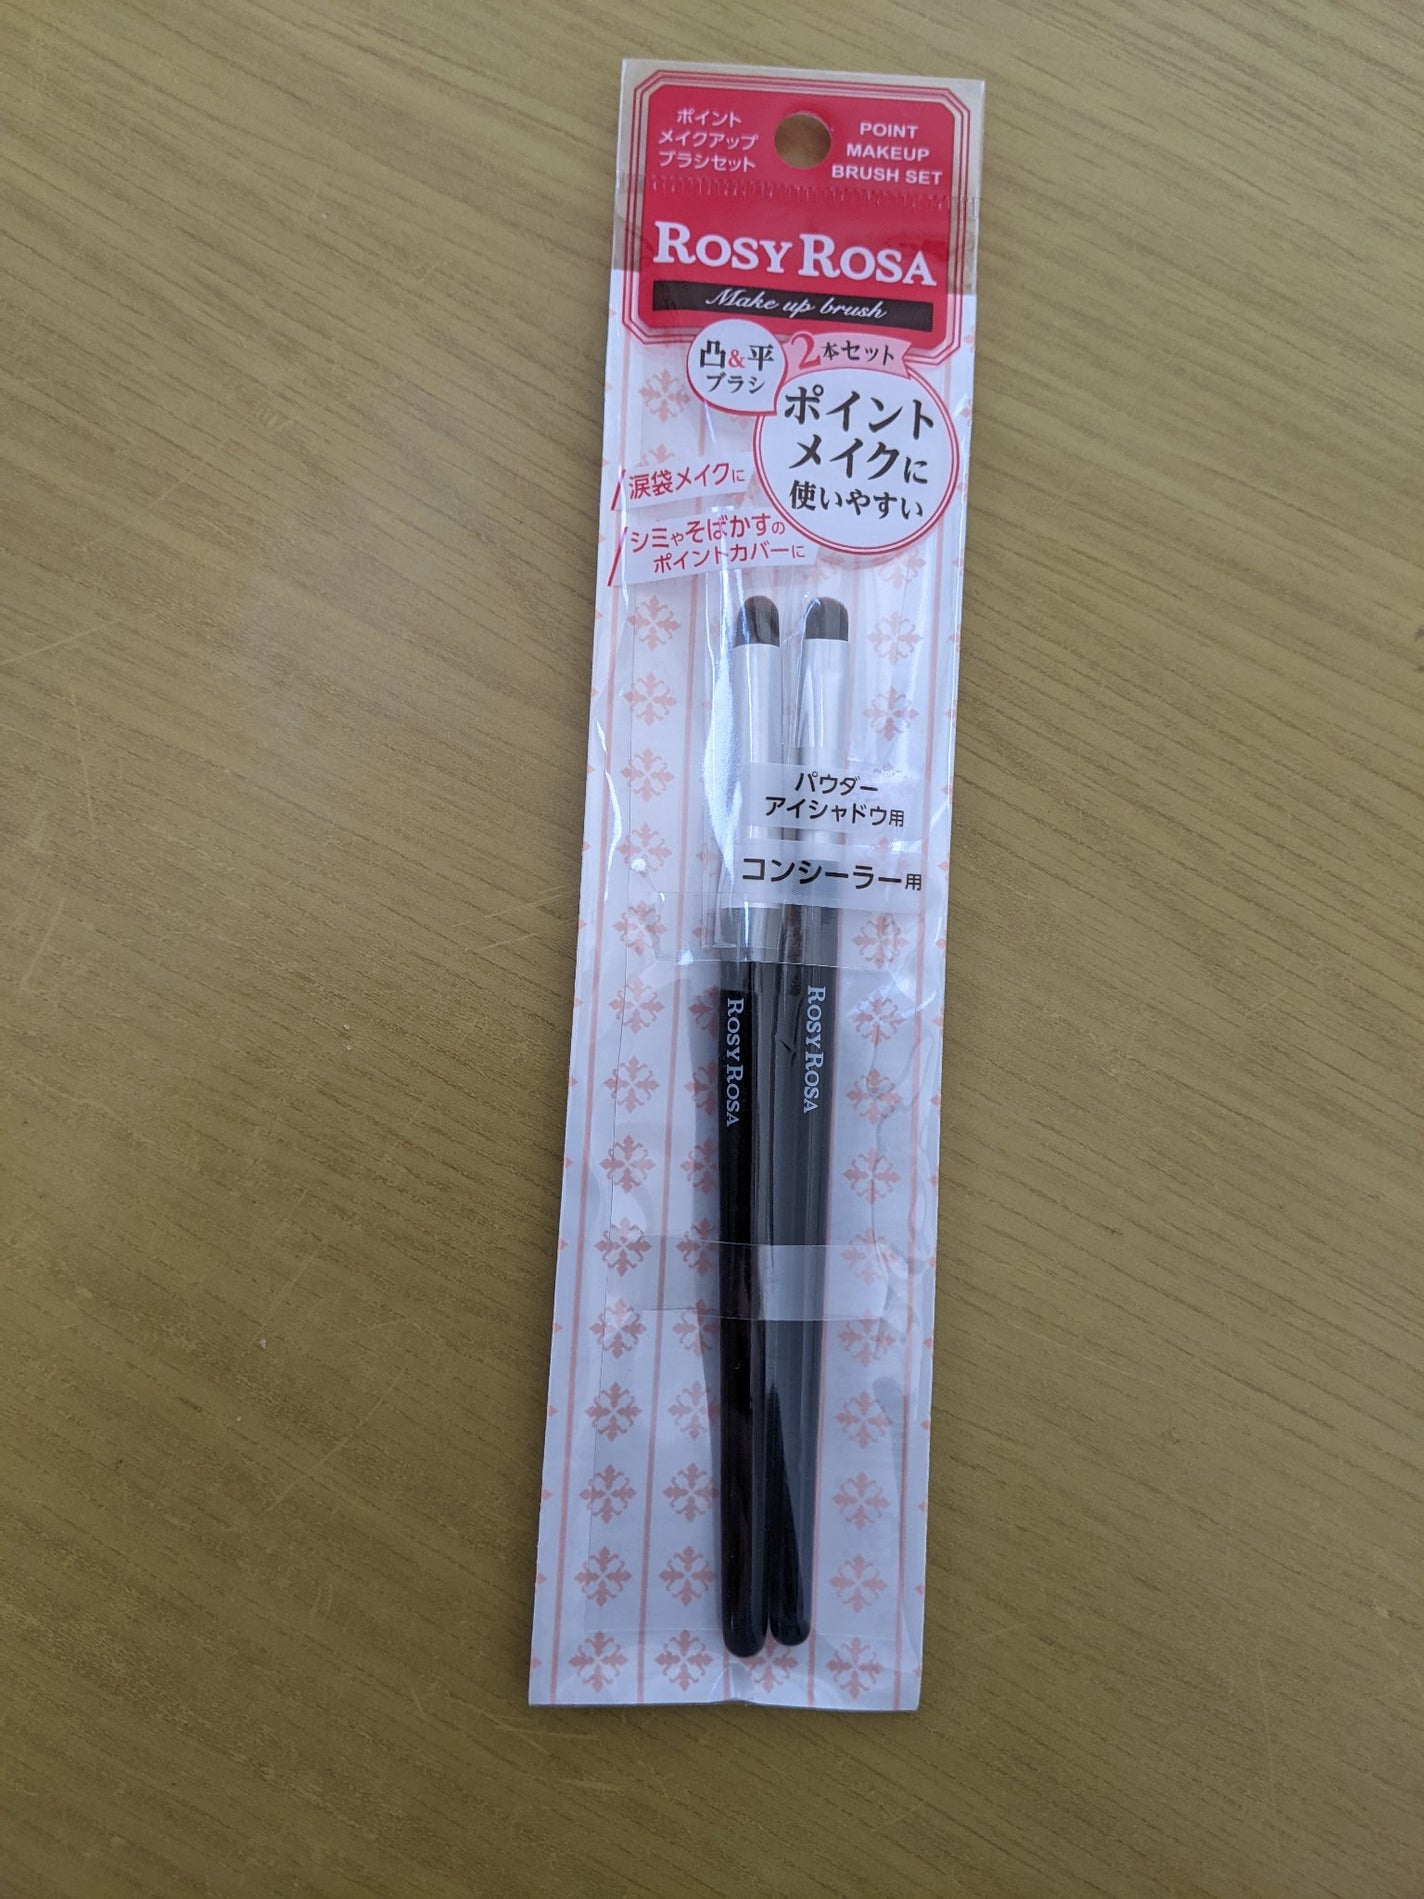 ポイント
メイクアップ
ブラシセット
POINT
MAKEUP
BRUSH SET
ROSY ROSA
Make up brush
凸&平
ブラシ
2本セット
ポイント
メイクに
使いやすい
涙袋メイクに
シミやそばかすの
ポイントカバーに
パウダー
アイシャドウ用
コンシーラー用
ROSY ROSA
ROSY ROSA